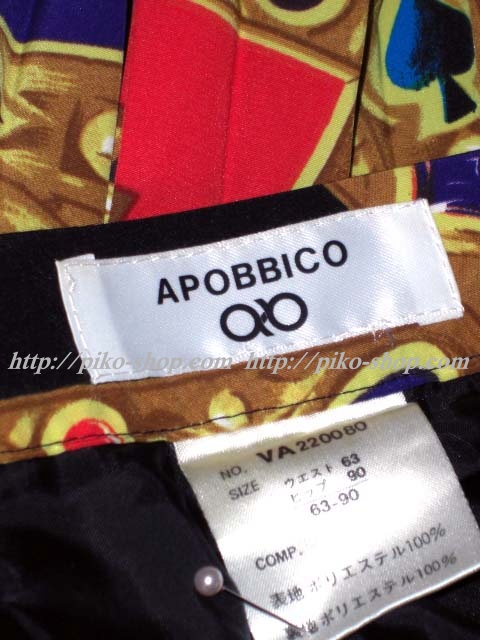 APOBBICO
http://piko-shop.com http://piko-shop.com
NO. VA220080
SIZE ウエスト 63
ヒップ 90
63-90
COMP.
表地 ポリエステル100%
裏地 ポリエステル100%